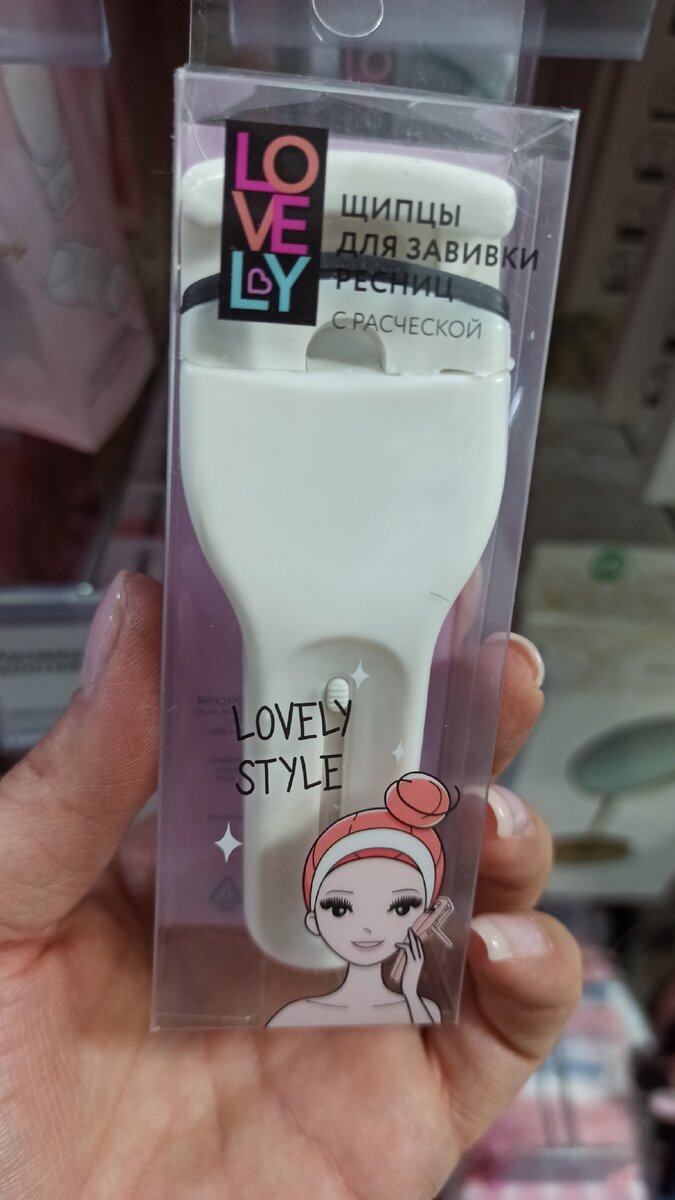 LO
VE
LY
ЩИПЦЫ
ДЛЯ ЗАВИВКИ
РЕСНИЦ
С РАСЧЕСКОЙ
LOVELY
STYLE